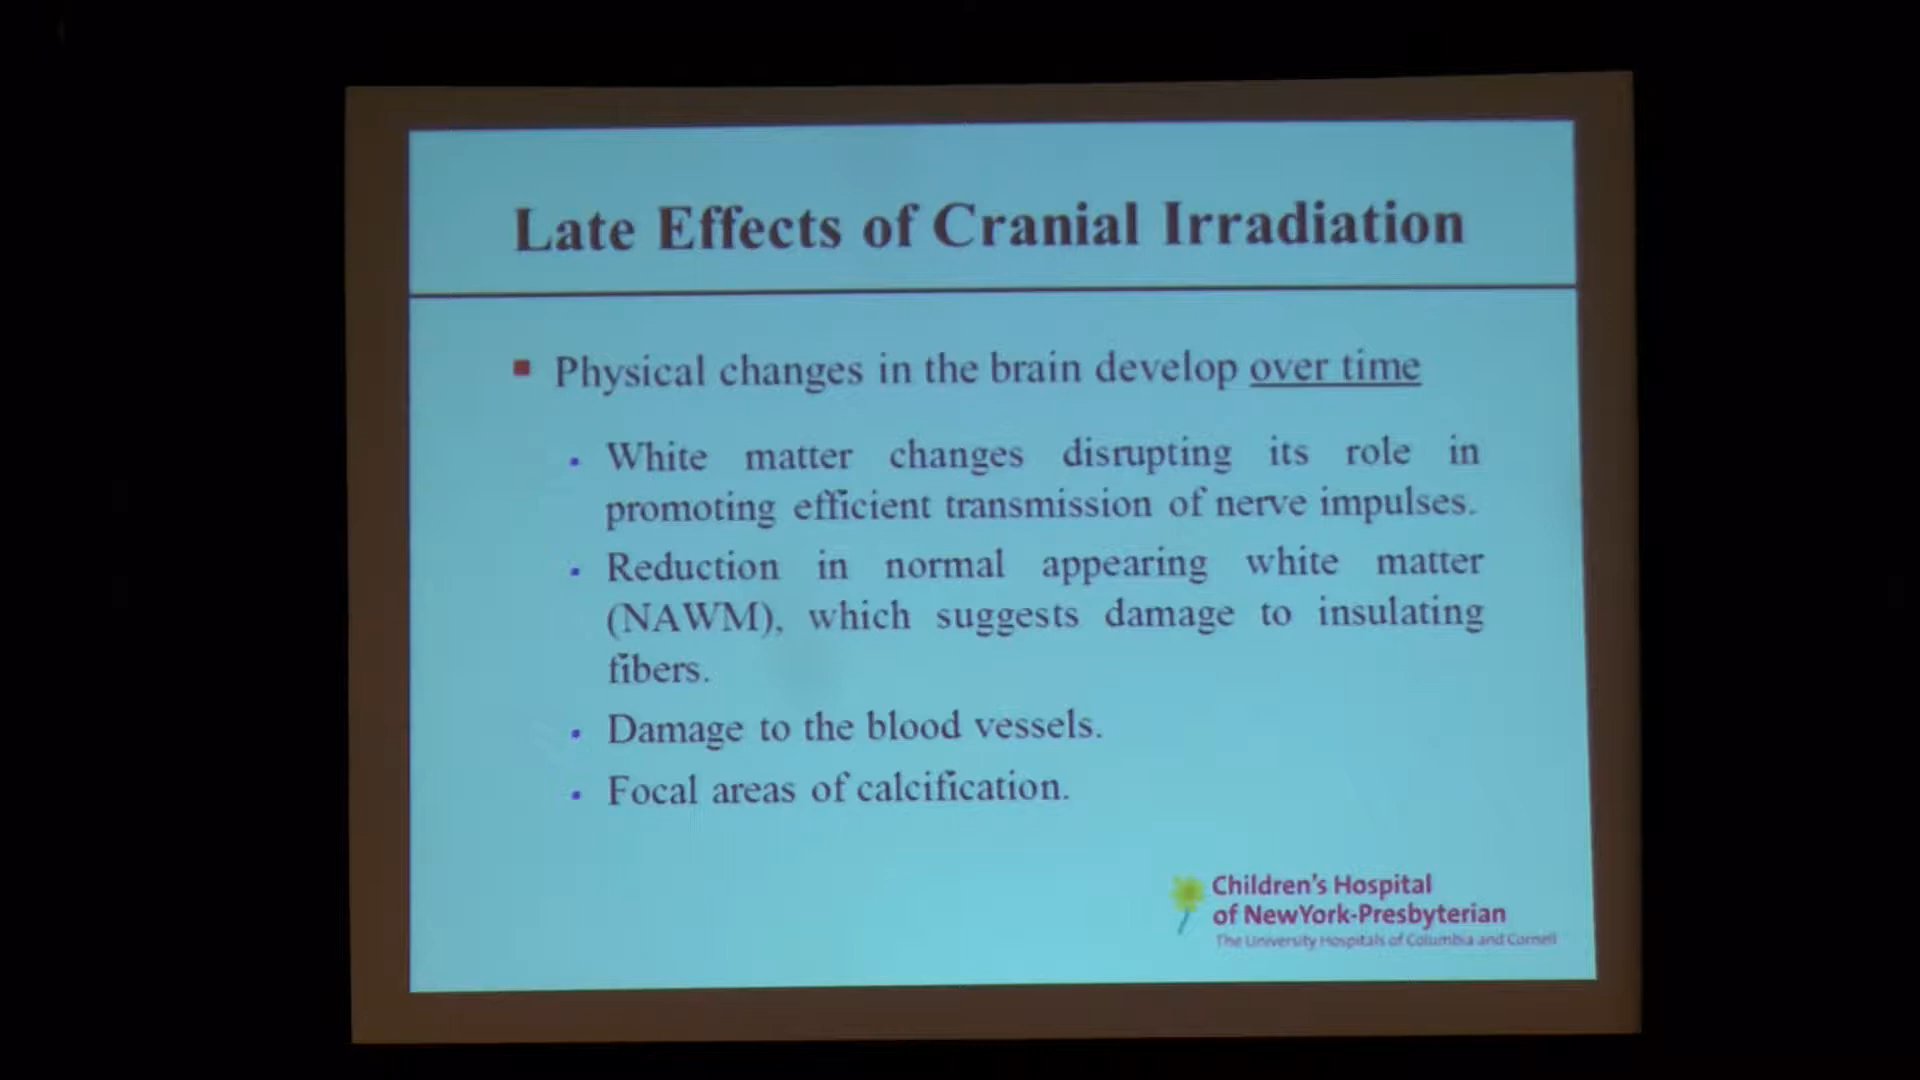 Late Effects of Cranial Irradiation
Physical changes in the brain develop over time
White matter changes disrupting its role in
promoting efficient transmission of nerve impulses.
Reduction in normal appearing white matter
(NAWM), which suggests damage to insulating
fibers.
Damage to the blood vessels.
Focal areas of calcification.
Children's Hospital
of NewYork-Presbyterian
The University Hospitals of Columbia and Cornell